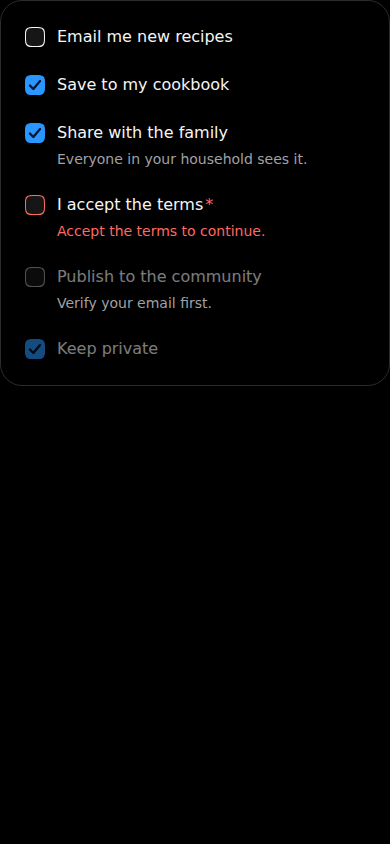 Email me new recipes
Save to my cookbook
Share with the family
Everyone in your household sees it.
I accept the terms*
Accept the terms to continue.
Publish to the community
Verify your email first.
Keep private